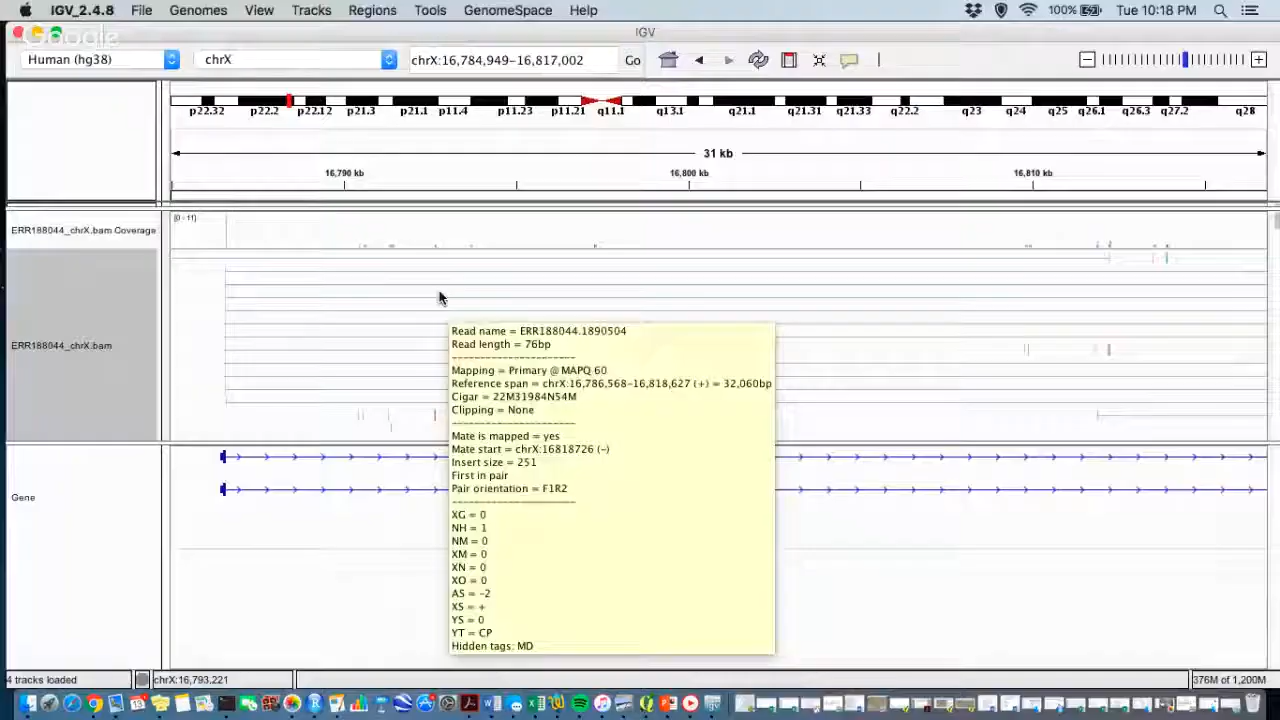 IGV_2.4.8 File Genomes View Tracks Regions Tools GenomeSpace Help 100% Tue 10:18 PM
Google
IGV
Human (hg38) chrX chrX:16,784,949-16,817,002 Go
p22.32 p22.2 p22.12 p21.3 p21.1 p11.4 p11.23 p11.21 q11.1 q13.1 q21.1 q21.31 q21.33 q22.2 q23 q24 q25 q26.1 q26.3 q27.2 q28
31 kb
16,790 kb 16,800 kb 16,810 kb
[0 - 11]
ERR188044_chrX.bam Coverage
ERR188044_chrX.bam
Read name = ERR188044.1890504
Read length = 76bp
----------------------
Mapping = Primary @ MAPQ 60
Reference span = chrX:16,786,568-16,818,627 (+) = 32,060bp
Cigar = 22M31984N54M
Clipping = None
----------------------
Mate is mapped = yes
Mate start = chrX:16818726 (-)
Insert size = 251
First in pair
Pair orientation = F1R2
----------------------
XG = 0
NH = 1
NM = 0
XM = 0
XN = 0
XO = 0
AS = -2
XS = +
YS = 0
YT = CP
Hidden tags: MD
Gene
4 tracks loaded chrX:16,793,221 376M of 1,200M